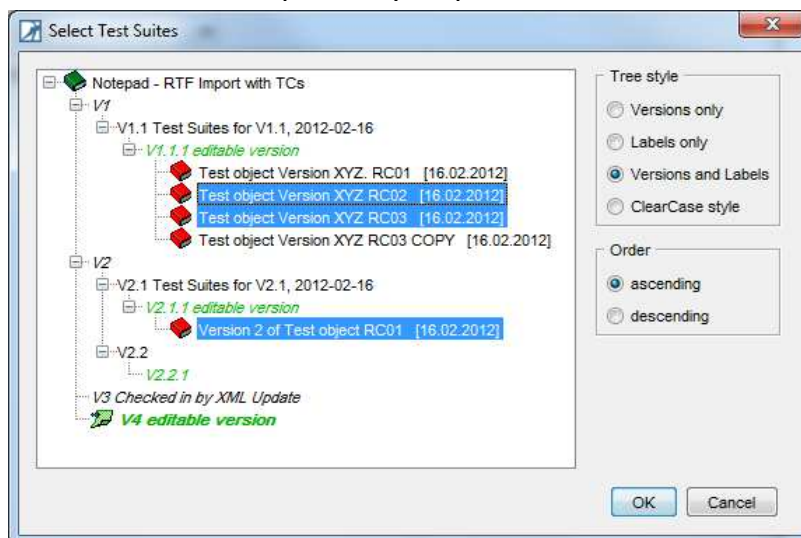 Select Test Suites
Notepad - RTF Import with TCs
V1
V1.1 Test Suites for V1.1, 2012-02-16
V1.1.1 editable version
Test object Version XYZ. RC01 [16.02.2012]
Test object Version XYZ RC02 [16.02.2012]
Test object Version XYZ RC03 [16.02.2012]
Test object Version XYZ RC03 COPY [16.02.2012]
V2
V2.1 Test Suites for V2.1, 2012-02-16
V2.1.1 editable version
Version 2 of Test object RC01 [16.02.2012]
V2.2
V2.2.1
V3 Checked in by XML Update
V4 editable version
Tree style
Versions only
Labels only
Versions and Labels
ClearCase style
Order
ascending
descending
OK
Cancel